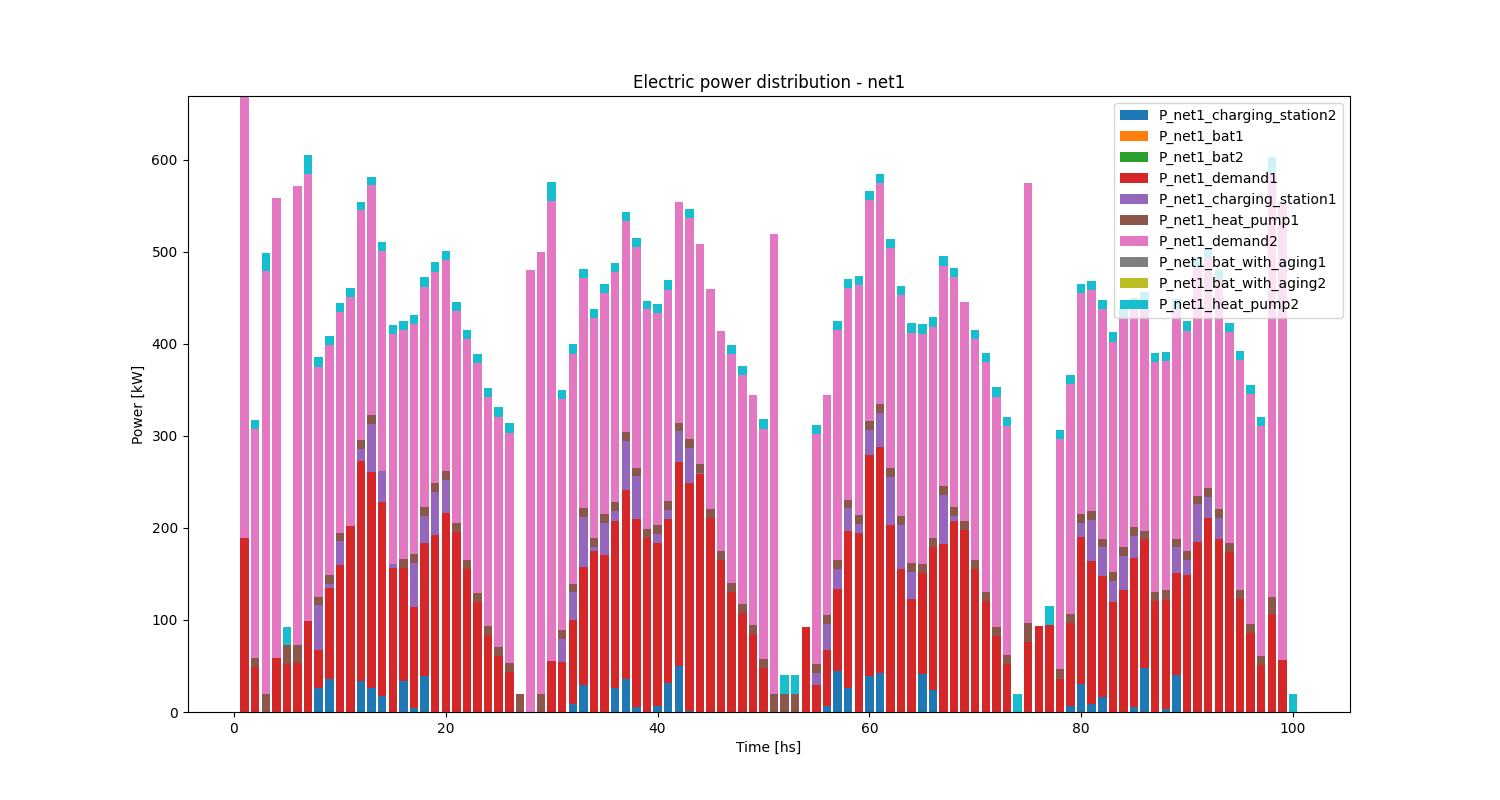 Electric power distribution - net1
P_net1_charging_station2
P_net1_bat1
P_net1_bat2
P_net1_demand1
P_net1_charging_station1
P_net1_heat_pump1
P_net1_demand2
P_net1_bat_with_aging1
P_net1_bat_with_aging2
P_net1_heat_pump2
600
500
400
300
200
100
0
Power [kW]
0 20 40 60 80 100
Time [hs]